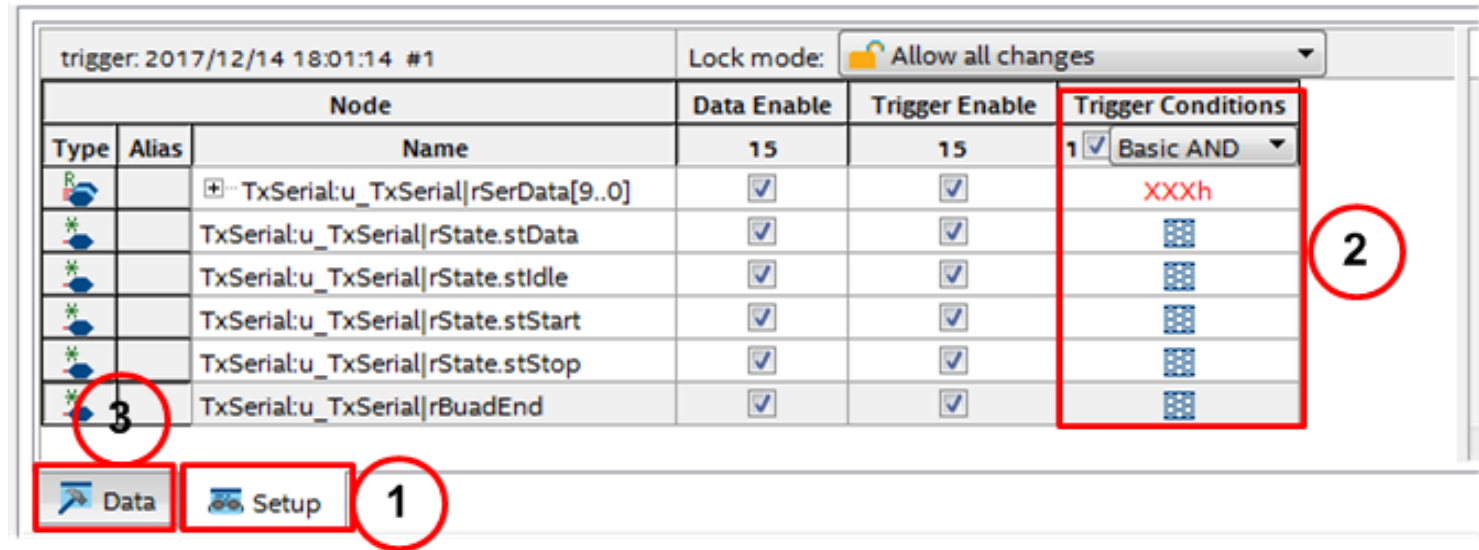 trigger: 2017/12/14 18:01:14 #1 Lock mode: Allow all changes
Node Data Enable Trigger Enable Trigger Conditions
Type Alias Name 15 15 1 Basic AND
TxSerial:u_TxSerial|rSerData[9..0] XXXh
TxSerial:u_TxSerial|rState.stData
2
TxSerial:u_TxSerial|rState.stIdle
TxSerial:u_TxSerial|rState.stStart
TxSerial:u_TxSerial|rState.stStop
TxSerial:u_TxSerial|rBuadEnd
3
Data Setup 1